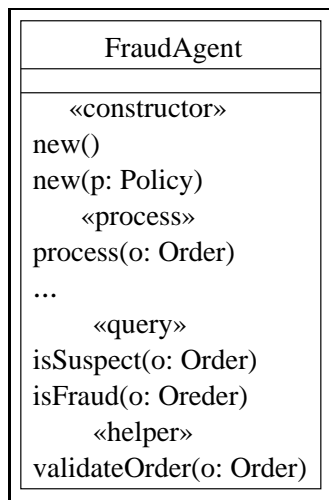 FraudAgent
«constructor»
new()
new(p: Policy)
«process»
process(o: Order)
...
«query»
isSuspect(o: Order)
isFraud(o: Oreder)
«helper»
validateOrder(o: Order)